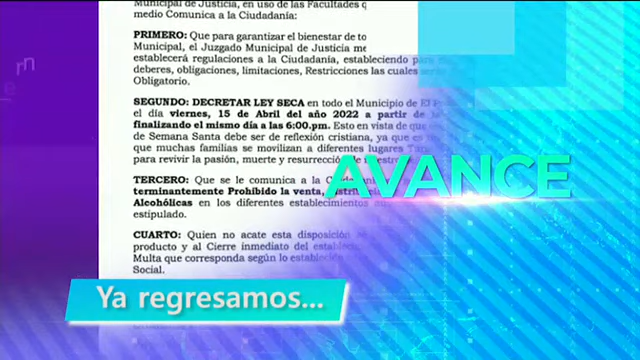 Municipal de Justicia, en uso de las Facultades
medio Comunica a la Ciudadanía:
PRIMERO: Que para garantizar el bienestar de
Municipal, el Juzgado Municipal de Justicia
establecerá regulaciones a la Ciudadanía, estableciendo
deberes, obligaciones, limitaciones, Restricciones las cuales
Obligatorio.
SEGUNDO: DECRETAR LEY SECA en todo el Municipio de
el día viernes, 15 de Abril del año 2022 a partir de
finalizando el mismo día a las 6:00.pm. Esto en vista de que
de Semana Santa debe ser de reflexión cristiana, ya que
que muchas familias se movilizan a diferentes lugares
para revivir la pasión, muerte y resurrección
AVANCE
TERCERO: Que se le comunica a la
terminantemente Prohibido la venta,
Alcohólicas en los diferentes establecimientos
estipulado.
CUARTO: Quien no acate esta disposición
producto y al Cierre inmediato del
Multa que corresponda según lo
Social.
Ya regresamos...